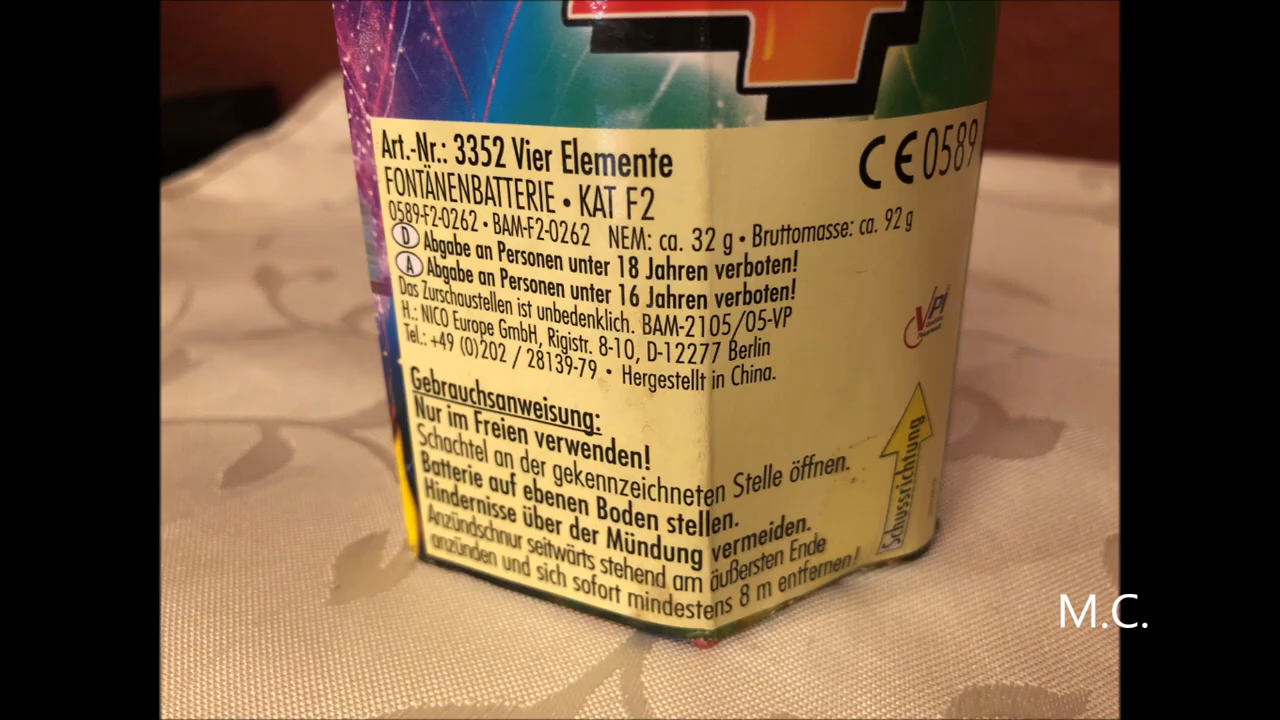 Art.-Nr.: 3352 Vier Elemente
CE0589
FONTÄNENBATTERIE • KAT F2
0589-F2-0262 • BAM-F2-0262 NEM: ca. 32 g • Bruttomasse: ca. 92 g
D Abgabe an Personen unter 18 Jahren verboten!
A Abgabe an Personen unter 16 Jahren verboten!
Das Zurschaustellen ist unbedenklich. BAM-2105/05-VP
H.: NICO Europe GmbH, Rigistr. 8-10, D-12277 Berlin
Tel.: +49 (0)202 / 28139-79 • Hergestellt in China.
VPI
Gebrauchsanweisung:
Nur im Freien verwenden!
Schachtel an der gekennzeichneten Stelle öffnen.
Batterie auf ebenen Boden stellen.
Hindernisse über der Mündung vermeiden.
Anzündschnur seitwärts stehend am äußersten Ende
anzünden und sich sofort mindestens 8 m entfernen!
Schussrichtung
M.C.